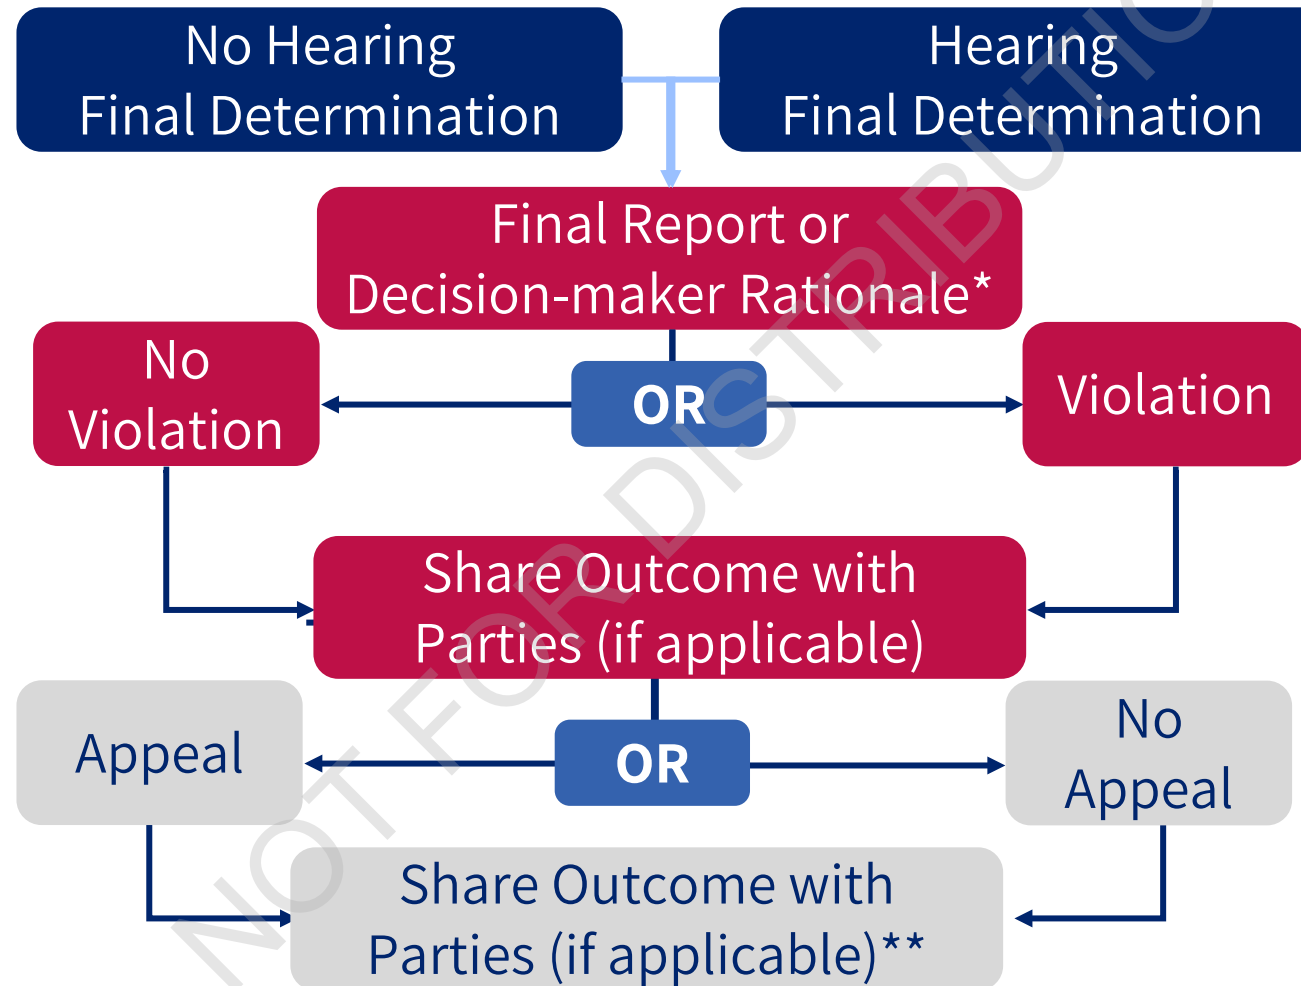 No Hearing
Final Determination
Hearing
Final Determination
Final Report or
Decision-maker Rationale*
No
Violation
OR
Violation
Share Outcome with
Parties (if applicable)
Appeal
OR
No
Appeal
Share Outcome with
Parties (if applicable)**
NOT FOR DISTRIBUTIO